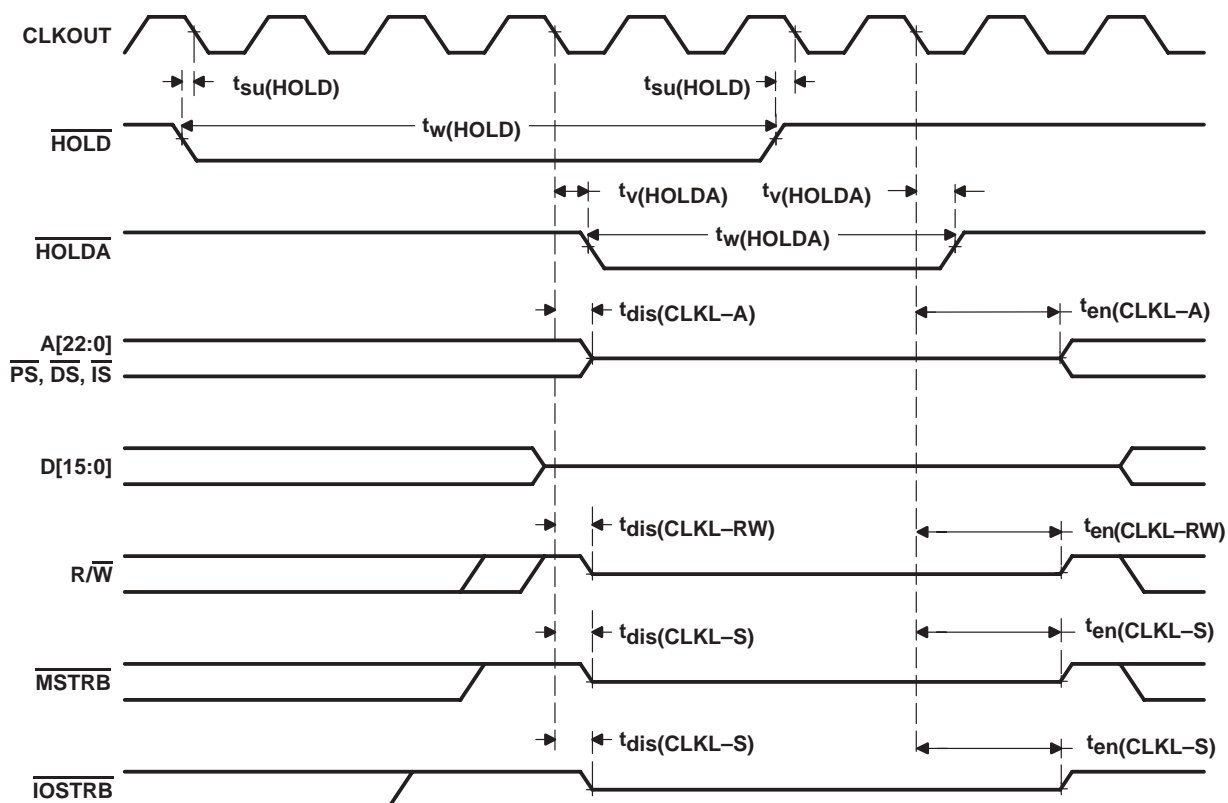 CLKOUT
tsu(HOLD) tsu(HOLD)
tw(HOLD)
HOLD
tv(HOLDA) tv(HOLDA)
HOLDA
tw(HOLDA)
tdis(CLKL–A) ten(CLKL–A)
A[22:0]
PS, DS, IS
D[15:0]
tdis(CLKL–RW) ten(CLKL–RW)
R/W
tdis(CLKL–S) ten(CLKL–S)
MSTRB
tdis(CLKL–S) ten(CLKL–S)
IOSTRB